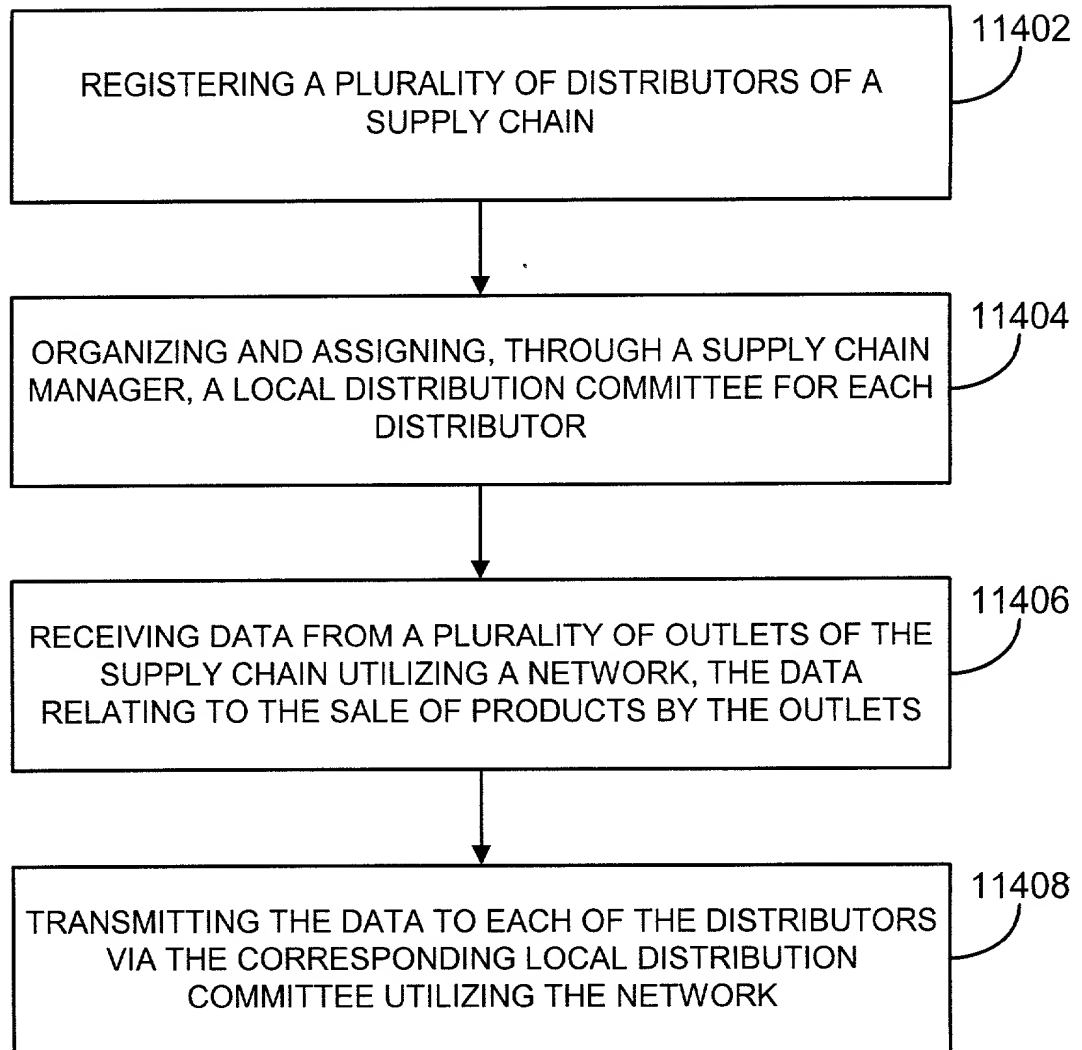 11402
REGISTERING A PLURALITY OF DISTRIBUTORS OF A
SUPPLY CHAIN
11404
ORGANIZING AND ASSIGNING, THROUGH A SUPPLY CHAIN
MANAGER, A LOCAL DISTRIBUTION COMMITTEE FOR EACH
DISTRIBUTOR
11406
RECEIVING DATA FROM A PLURALITY OF OUTLETS OF THE
SUPPLY CHAIN UTILIZING A NETWORK, THE DATA
RELATING TO THE SALE OF PRODUCTS BY THE OUTLETS
11408
TRANSMITTING THE DATA TO EACH OF THE DISTRIBUTORS
VIA THE CORRESPONDING LOCAL DISTRIBUTION
COMMITTEE UTILIZING THE NETWORK